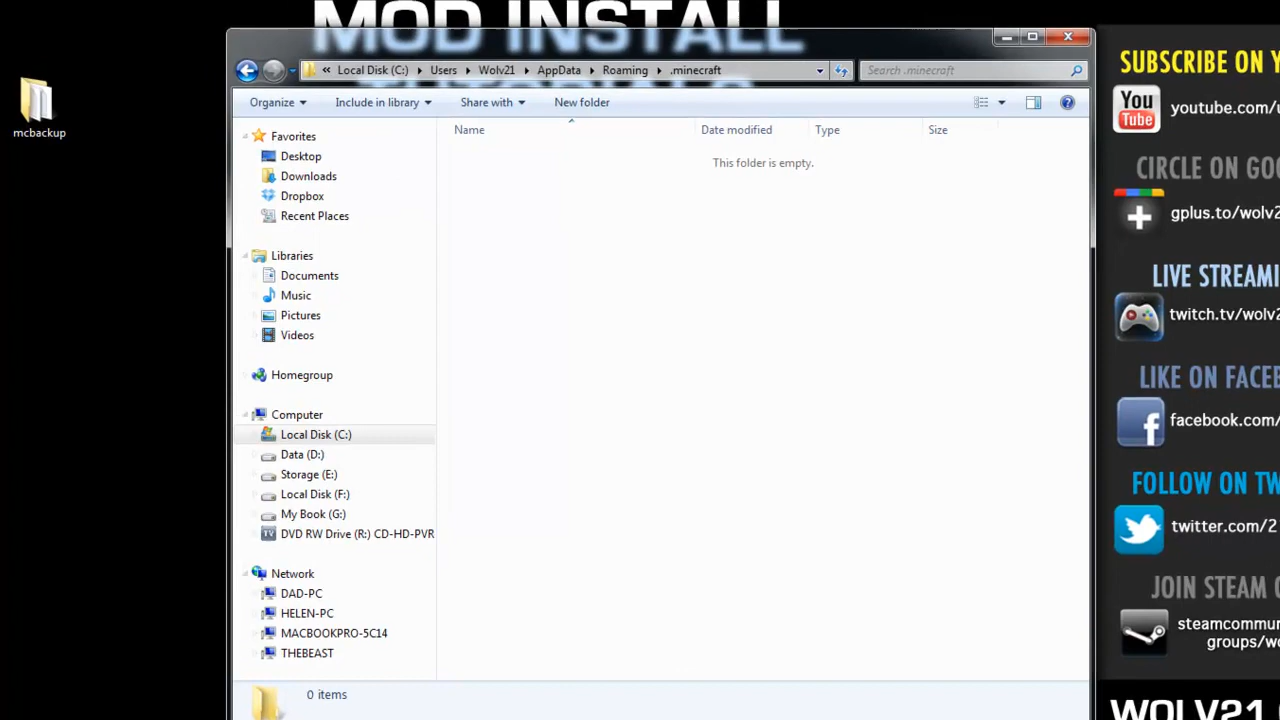 MOD INSTALL
mcbackup
« Local Disk (C:) Users Wolv21 AppData Roaming .minecraft
Search .minecraft
Organize Include in library Share with New folder
Name Date modified Type Size
This folder is empty.
Favorites
Desktop
Downloads
Dropbox
Recent Places
Libraries
Documents
Music
Pictures
Videos
Homegroup
Computer
Local Disk (C:)
Data (D:)
Storage (E:)
Local Disk (F:)
My Book (G:)
DVD RW Drive (R:) CD-HD-PVR
Network
DAD-PC
HELEN-PC
MACBOOKPRO-5C14
THEBEAST
0 items
SUBSCRIBE ON Y
You
Tube
youtube.com/u
CIRCLE ON GOO
gplus.to/wolv2
LIVE STREAMI
twitch.tv/wolv2
LIKE ON FACEB
facebook.com/
FOLLOW ON TW
twitter.com/2
JOIN STEAM G
steamcommun
groups/wo
WOLV21